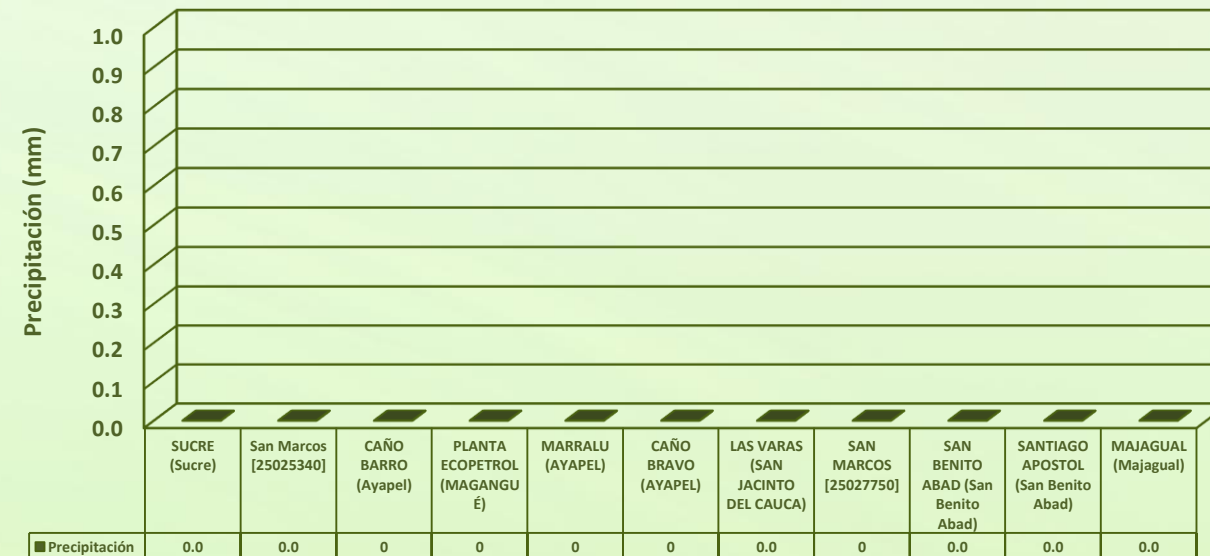 Precipitación (mm)
1.0
0.9
0.8
0.7
0.6
0.5
0.4
0.3
0.2
0.1
0.0
SUCRE
(Sucre)
San Marcos
[25025340]
CAÑO
BARRO
(Ayapel)
PLANTA
ECOPETROL
(MAGANGU
É)
MARRALU
(AYAPEL)
CAÑO
BRAVO
(AYAPEL)
LAS VARAS
(SAN
JACINTO
DEL CAUCA)
SAN
MARCOS
[25027750]
SAN
BENITO
ABAD (San
Benito
Abad)
SANTIAGO
APOSTOL
(San Benito
Abad)
MAJAGUAL
(Majagual)
Precipitación 0.0 0.0 0 0 0 0 0.0 0 0.0 0.0 0.0